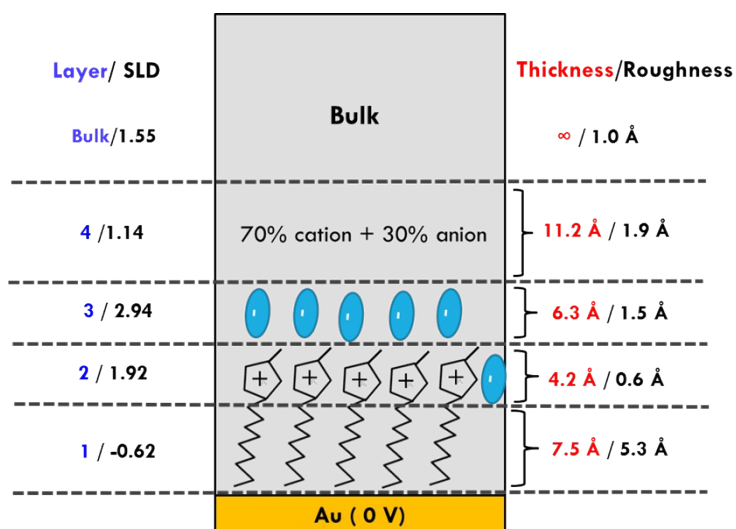 Layer/ SLD
Thickness/Roughness
Bulk
Bulk/1.55
∞ / 1.0 Å
4 /1.14
70% cation + 30% anion
11.2 Å / 1.9 Å
3 / 2.94
6.3 Å / 1.5 Å
2 / 1.92
+ + + + +
4.2 Å / 0.6 Å
1 / -0.62
7.5 Å / 5.3 Å
Au ( 0 V)